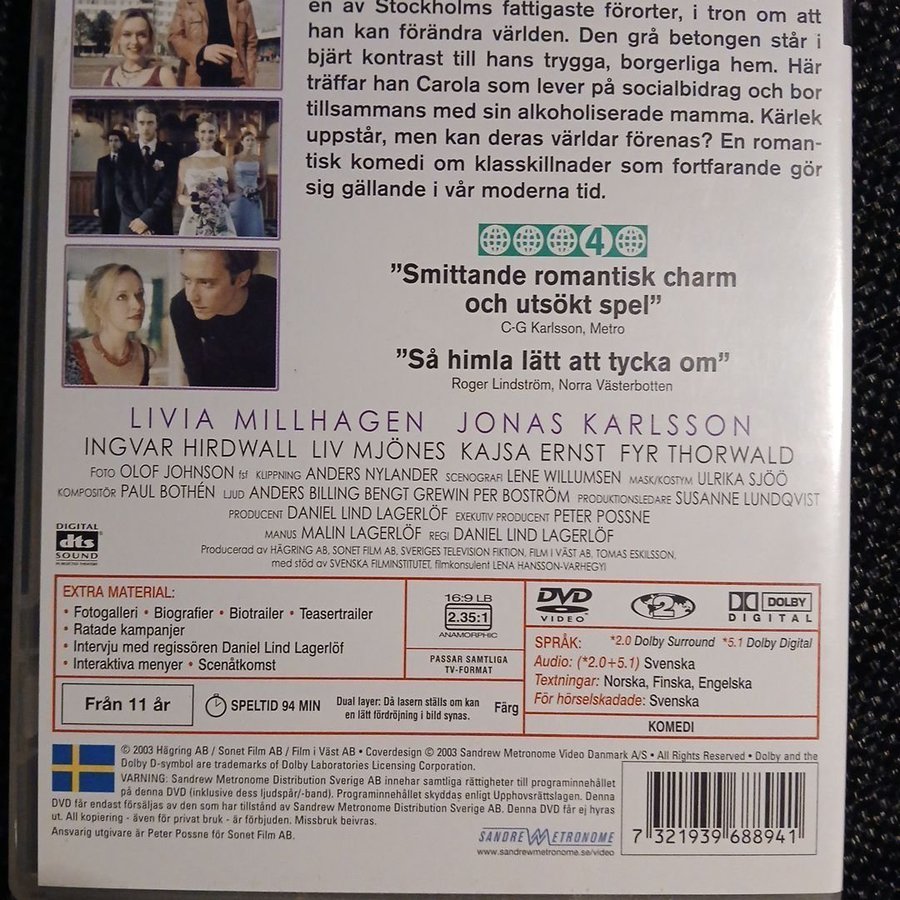 en av Stockholms fattigaste förorter, i tron om att
han kan förändra världen. Den grå betongen står i
bjärt kontrast till hans trygga, borgerliga hem. Här
träffar han Carola som lever på socialbidrag och bor
tillsammans med sin alkoholiserade mamma. Kärlek
uppstår, men kan deras världar förenas? En roman-
tisk komedi om klasskillnader som fortfarande gör
sig gällande i vår moderna tid.
4
”Smittande romantisk charm
och utsökt spel”
C-G Karlsson, Metro
”Så himla lätt att tycka om”
Roger Lindström, Norra Västerbotten
LIVIA MILLHAGEN JONAS KARLSSON
INGVAR HIRDWALL LIV MJÖNES KAJSA ERNST FYR THORWALD
FOTO OLOF JOHNSON fsf KLIPPNING ANDERS NYLANDER SCENOGRAFI LENE WILLUMSEN MASK/KOSTYM ULRIKA SJÖÖ
KOMPOSITÖR PAUL BOTHÉN LJUD ANDERS BILLING BENGT GREWIN PER BOSTRÖM PRODUKTIONSLEDARE SUSANNE LUNDQVIST
PRODUCENT DANIEL LIND LAGERLÖF EXEKUTIV PRODUCENT PETER POSSNE
MANUS MALIN LAGERLÖF REGI DANIEL LIND LAGERLÖF
Producerad av HÄGRING AB, SONET FILM AB, SVERIGES TELEVISION FIKTION, FILM I VÄST AB, TOMAS ESKILSSON,
med stöd av SVENSKA FILMINSTITUTET, filmkonsulent LENA HANSSON-VARHEGYI
DIGITAL
dts
SOUND
EXTRA MATERIAL:
• Fotogalleri • Biografier • Biotrailer • Teasertrailer
• Ratade kampanjer
• Intervju med regissören Daniel Lind Lagerlöf
• Interaktiva menyer • Scenåtkomst
16:9 LB
2.35:1
ANAMORPHIC
PASSAR SAMTLIGA
TV-FORMAT
Från 11 år
SPELTID 94 MIN
Dual layer: Då lasern ställs om kan
en lätt fördröjning i bild synas.
Färg
DVD
VIDEO
2
DOLBY
DIGITAL
SPRÅK: *2.0 Dolby Surround *5.1 Dolby Digital
Audio: (*2.0+5.1) Svenska
Textningar: Norska, Finska, Engelska
För hörselskadade: Svenska
KOMEDI
© 2003 Hägring AB / Sonet Film AB / Film i Väst AB • Coverdesign © 2003 Sandrew Metronome Video Danmark A/S • All Rights Reserved • Dolby and the
Dolby D-symbol are trademarks of Dolby Laboratories Licensing Corporation.
VARNING: Sandrew Metronome Distribution Sverige AB innehar samtliga rättigheter till programinnehållet
på denna DVD (inklusive dess ljudspår/-band). Programinnehållet skyddas enligt Upphovsrättslagen. Denna
DVD får endast försäljas av den som har tillstånd av Sandrew Metronome Distribution Sverige AB. Denna DVD får ej hyras
ut. All kopiering - även för privat bruk - är förbjuden. Missbruk beivras.
Ansvarig utgivare är Peter Possne för Sonet Film AB.
SANDREW METRONOME
www.sandrewmetronome.se/video
7 321939 688941